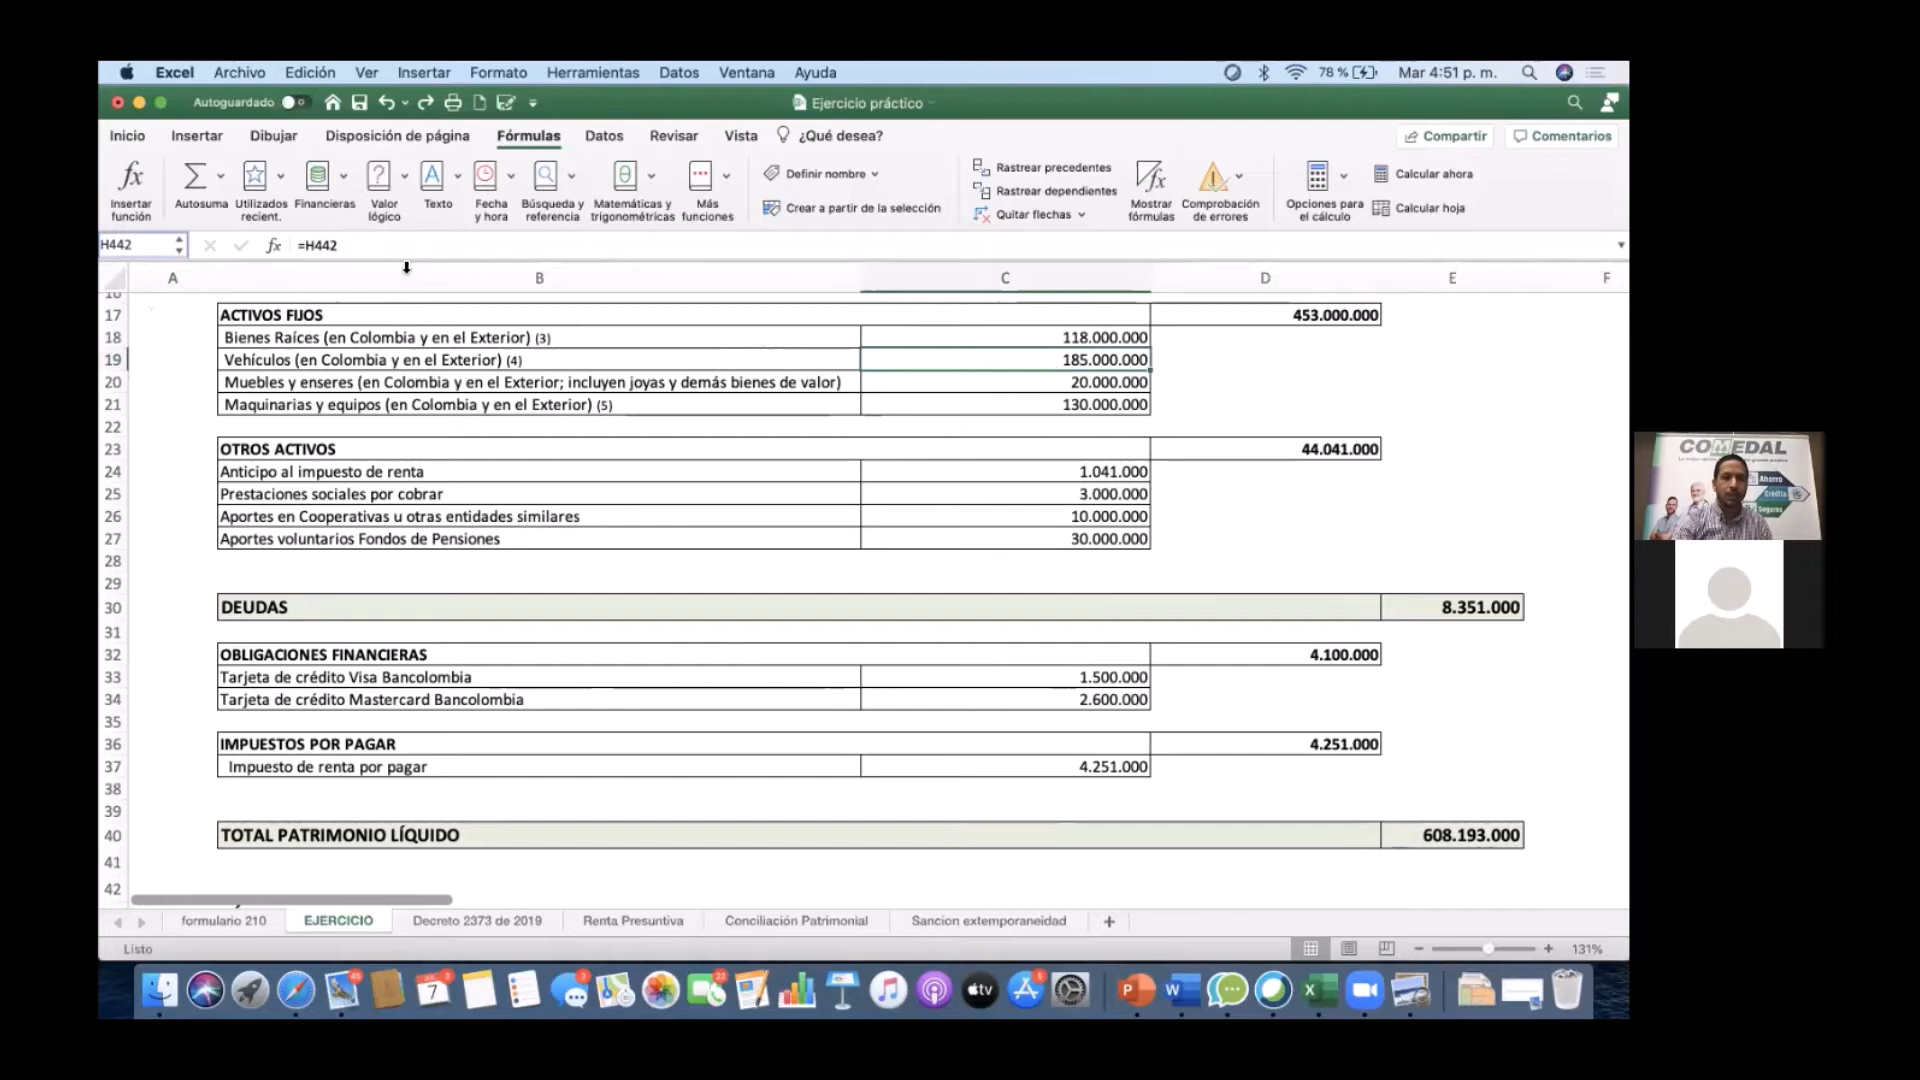 Excel Archivo Edición Ver Insertar Formato Herramientas Datos Ventana Ayuda 78 % Mar 4:51 p. m.
Autoguardado Ejercicio práctico
Inicio Insertar Dibujar Disposición de página Fórmulas Datos Revisar Vista ¿Qué desea? Compartir Comentarios
Insertar función Autosuma Utilizados recient. Financieras Valor lógico Texto Fecha y hora Búsqueda y referencia Matemáticas y trigonométricas Más funciones
Definir nombre
Crear a partir de la selección
Rastrear precedentes
Rastrear dependientes
Quitar flechas
Mostrar fórmulas Comprobación de errores Opciones para el cálculo
Calcular ahora
Calcular hoja
H442 fx =H442
A B C D E F
17 ACTIVOS FIJOS 453.000.000
18 Bienes Raíces (en Colombia y en el Exterior) (3) 118.000.000
19 Vehículos (en Colombia y en el Exterior) (4) 185.000.000
20 Muebles y enseres (en Colombia y en el Exterior; incluyen joyas y demás bienes de valor) 20.000.000
21 Maquinarias y equipos (en Colombia y en el Exterior) (5) 130.000.000
22
23 OTROS ACTIVOS 44.041.000
24 Anticipo al impuesto de renta 1.041.000
25 Prestaciones sociales por cobrar 3.000.000
26 Aportes en Cooperativas u otras entidades similares 10.000.000
27 Aportes voluntarios Fondos de Pensiones 30.000.000
28
29
30 DEUDAS 8.351.000
31
32 OBLIGACIONES FINANCIERAS 4.100.000
33 Tarjeta de crédito Visa Bancolombia 1.500.000
34 Tarjeta de crédito Mastercard Bancolombia 2.600.000
35
36 IMPUESTOS POR PAGAR 4.251.000
37 Impuesto de renta por pagar 4.251.000
38
39
40 TOTAL PATRIMONIO LÍQUIDO 608.193.000
41
42
formulario 210 EJERCICIO Decreto 2373 de 2019 Renta Presuntiva Conciliación Patrimonial Sancion extemporaneidad
Listo 131%
COMEDAL
Ahorro
Crédito
Seguros